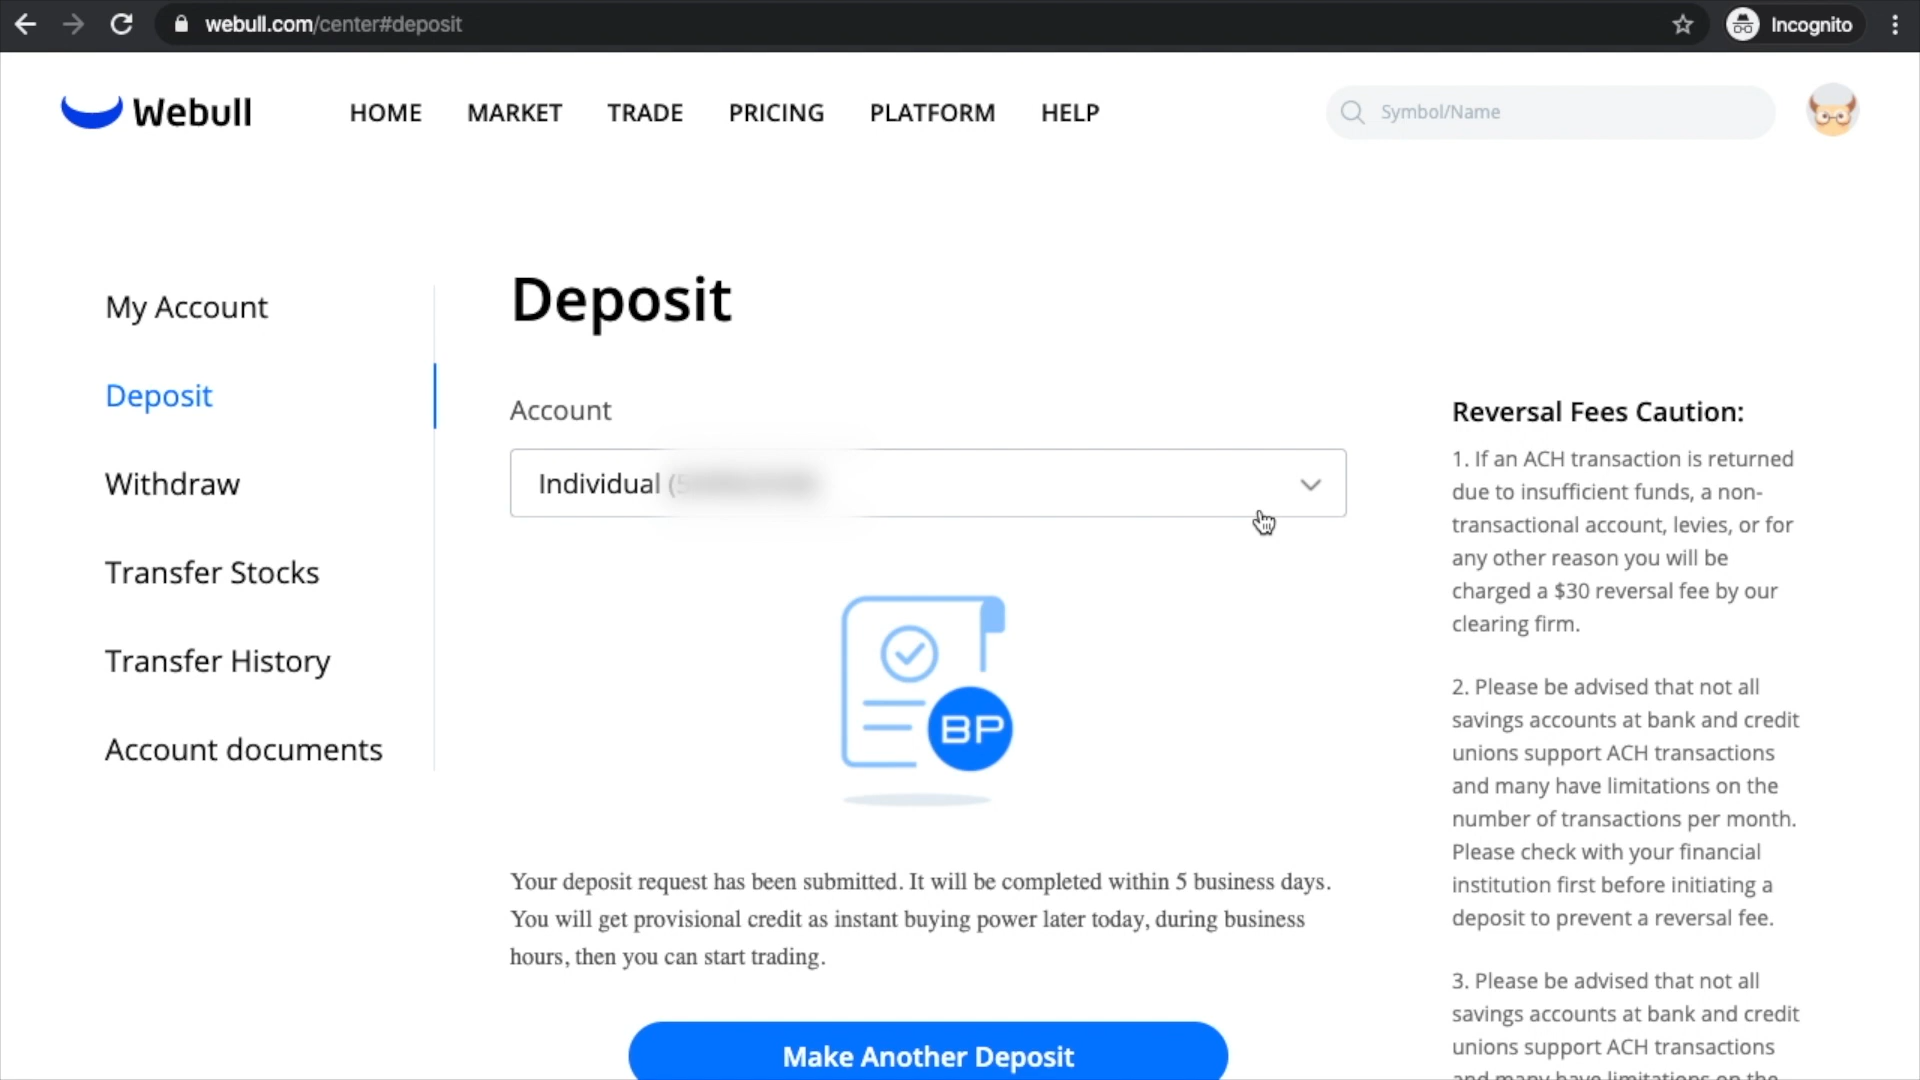 webull.com/center#deposit
Incognito
Webull
HOME MARKET TRADE PRICING PLATFORM HELP
Symbol/Name
My Account
Deposit
Withdraw
Transfer Stocks
Transfer History
Account documents
Deposit
Account
Individual (5
BP
Your deposit request has been submitted. It will be completed within 5 business days.
You will get provisional credit as instant buying power later today, during business
hours, then you can start trading.
Make Another Deposit
Reversal Fees Caution:
1. If an ACH transaction is returned
due to insufficient funds, a non-
transactional account, levies, or for
any other reason you will be
charged a $30 reversal fee by our
clearing firm.
2. Please be advised that not all
savings accounts at bank and credit
unions support ACH transactions
and many have limitations on the
number of transactions per month.
Please check with your financial
institution first before initiating a
deposit to prevent a reversal fee.
3. Please be advised that not all
savings accounts at bank and credit
unions support ACH transactions
and many have limitations on the